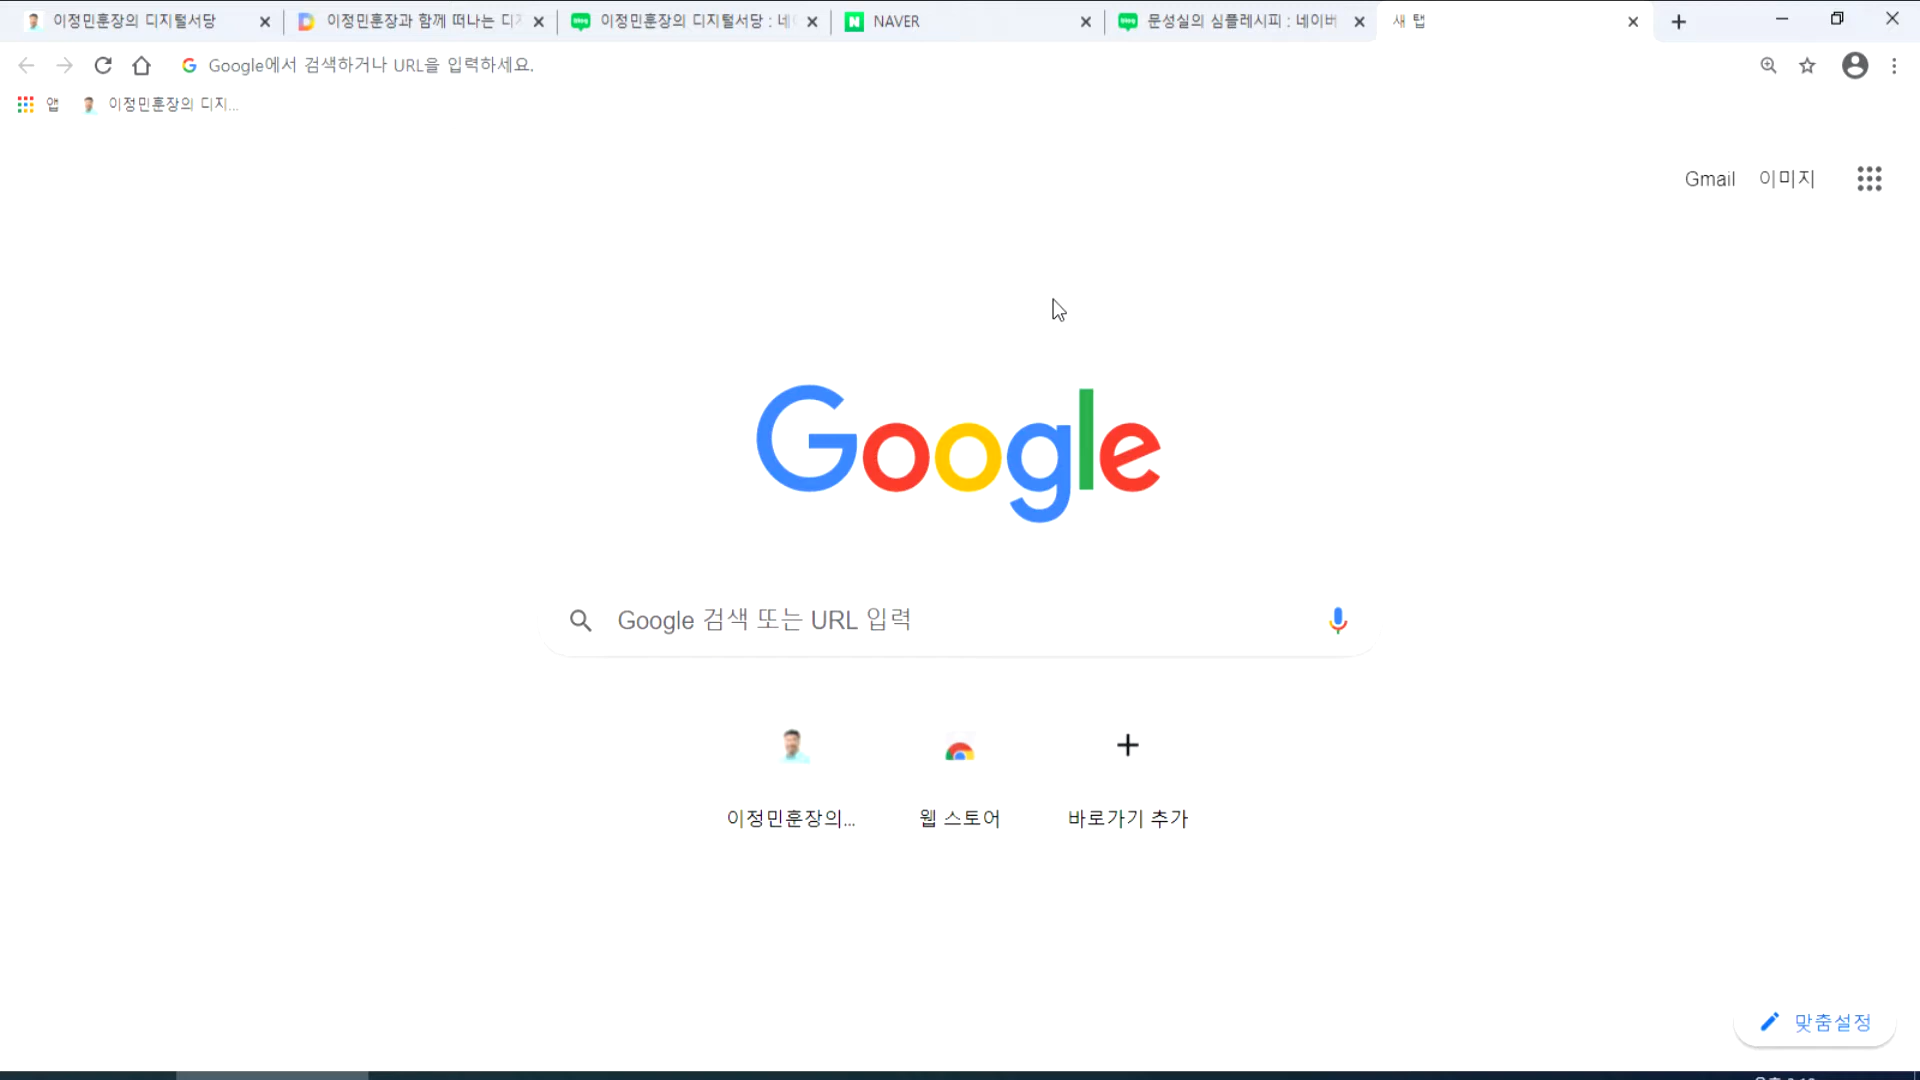 이정민훈장의 디지털서당
이정민훈장과 함께 떠나는 디지
이정민훈장의 디지털서당 : 네이
NAVER
문성실의 심플레시피 : 네이버
새 탭
Google에서 검색하거나 URL을 입력하세요.
앱
이정민훈장의 디지...
Gmail
이미지
Google
Google 검색 또는 URL 입력
이정민훈장의...
웹 스토어
바로가기 추가
맞춤설정